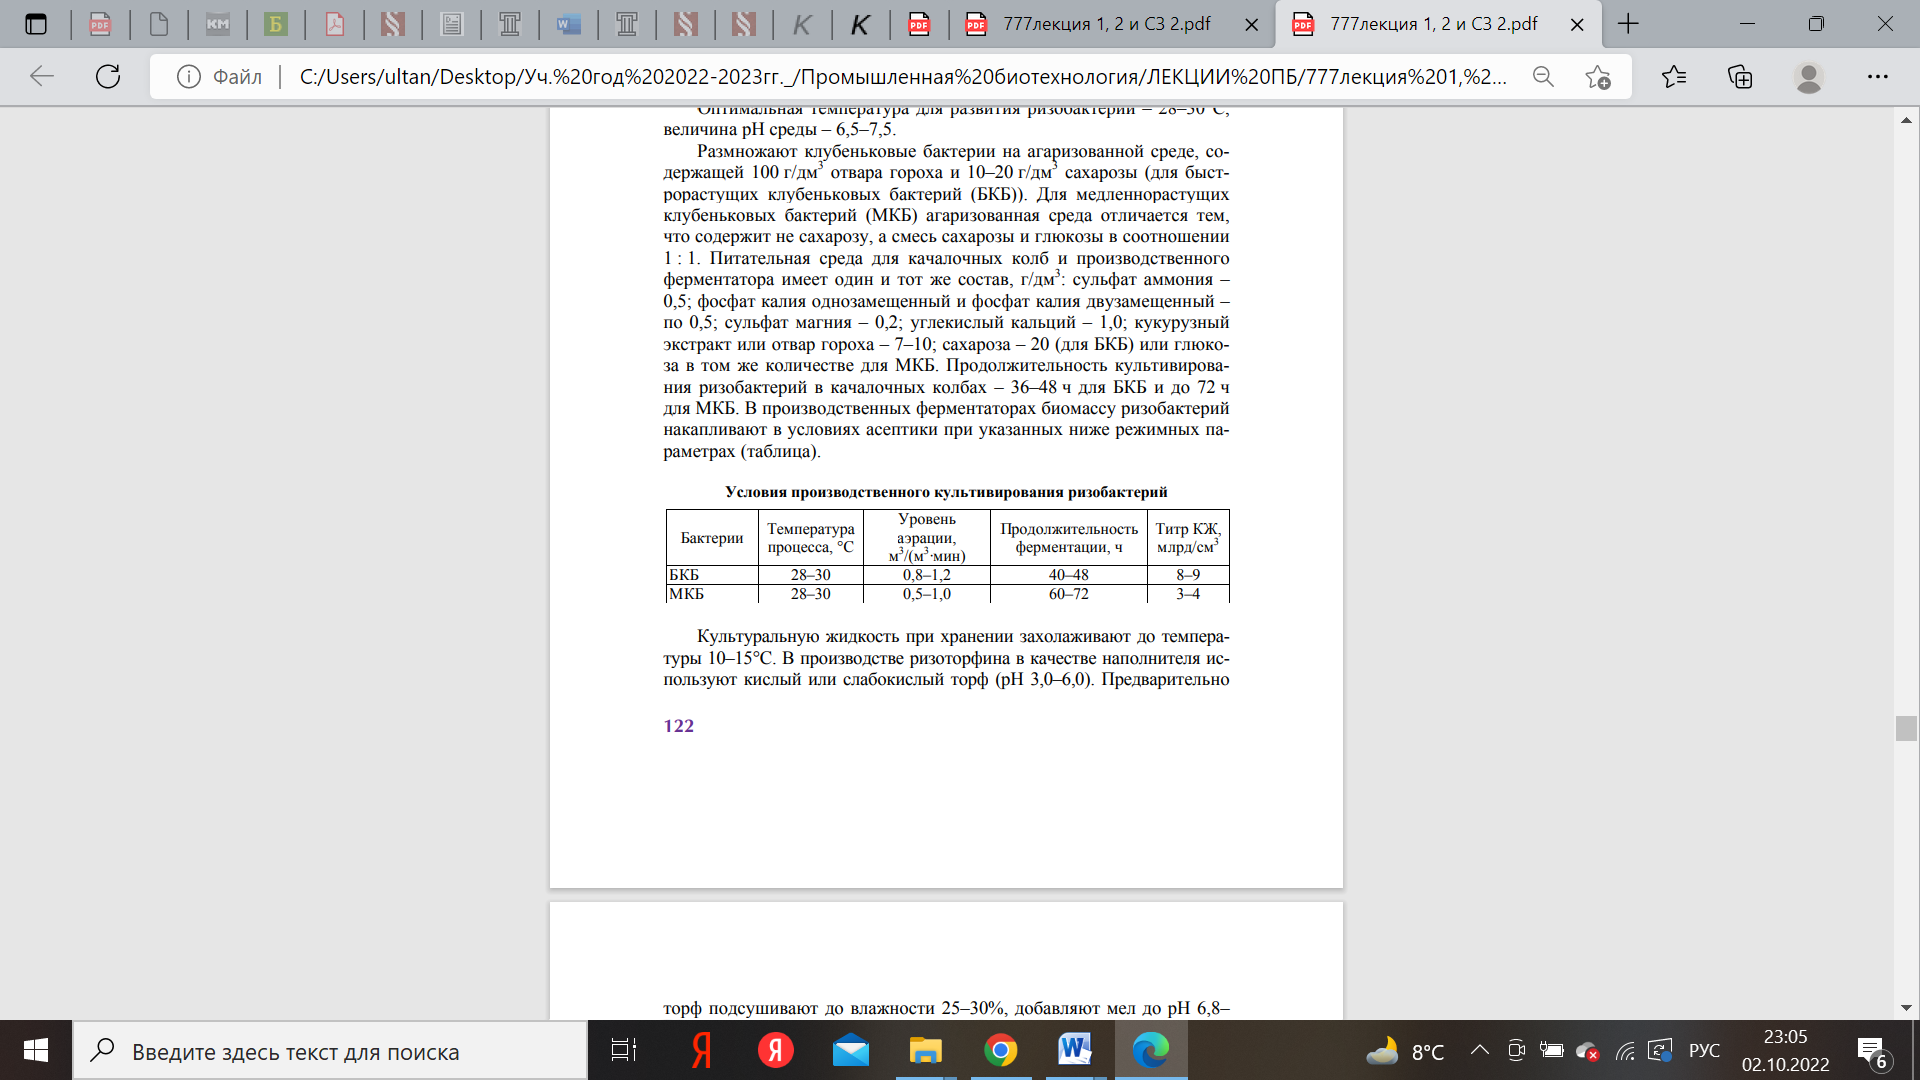 777лекция 1, 2 и СЗ 2.pdf
777лекция 1, 2 и СЗ 2.pdf
Файл
C:/Users/ultan/Desktop/Уч.%20год%202022-2023гг._/Промышленная%20биотехнология/ЛЕКЦИИ%20ПБ/777лекция%201,%2...
Оптимальная температура для развития ризобактерий – 28–30°С,
величина pH среды – 6,5–7,5.
Размножают клубеньковые бактерии на агаризованной среде, со-
держащей 100 г/дм³ отвара гороха и 10–20 г/дм³ сахарозы (для быст-
рорастущих клубеньковых бактерий (БКБ)). Для медленнорастущих
клубеньковых бактерий (МКБ) агаризованная среда отличается тем,
что содержит не сахарозу, а смесь сахарозы и глюкозы в соотношении
1 : 1. Питательная среда для качалочных колб и производственного
ферментатора имеет один и тот же состав, г/дм³: сульфат аммония –
0,5; фосфат калия однозамещенный и фосфат калия двузамещенный –
по 0,5; сульфат магния – 0,2; углекислый кальций – 1,0; кукурузный
экстракт или отвар гороха – 7–10; сахароза – 20 (для БКБ) или глюко-
за в том же количестве для МКБ. Продолжительность культивирова-
ния ризобактерий в качалочных колбах – 36–48 ч для БКБ и до 72 ч
для МКБ. В производственных ферментаторах биомассу ризобактерий
накапливают в условиях асептики при указанных ниже режимных па-
раметрах (таблица).
Условия производственного культивирования ризобактерий
Бактерии Температура процесса, °С Уровень аэрации, м³/(м³·мин) Продолжительность ферментации, ч Титр КЖ, млрд/см³
БКБ 28–30 0,8–1,2 40–48 8–9
МКБ 28–30 0,5–1,0 60–72 3–4
Культуральную жидкость при хранении захолаживают до темпера-
туры 10–15°С. В производстве ризоторфина в качестве наполнителя ис-
пользуют кислый или слабокислый торф (pH 3,0–6,0). Предварительно
122
торф подсушивают до влажности 25–30%, добавляют мел до pH 6,8–
Введите здесь текст для поиска
8°C
РУС
23:05
02.10.2022
6